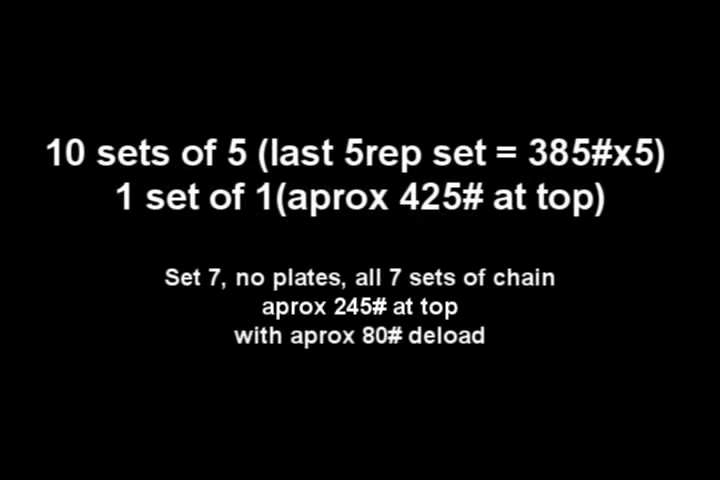 10 sets of 5 (last 5rep set = 385#x5)
1 set of 1(aprox 425# at top)
Set 7, no plates, all 7 sets of chain
aprox 245# at top
with aprox 80# deload